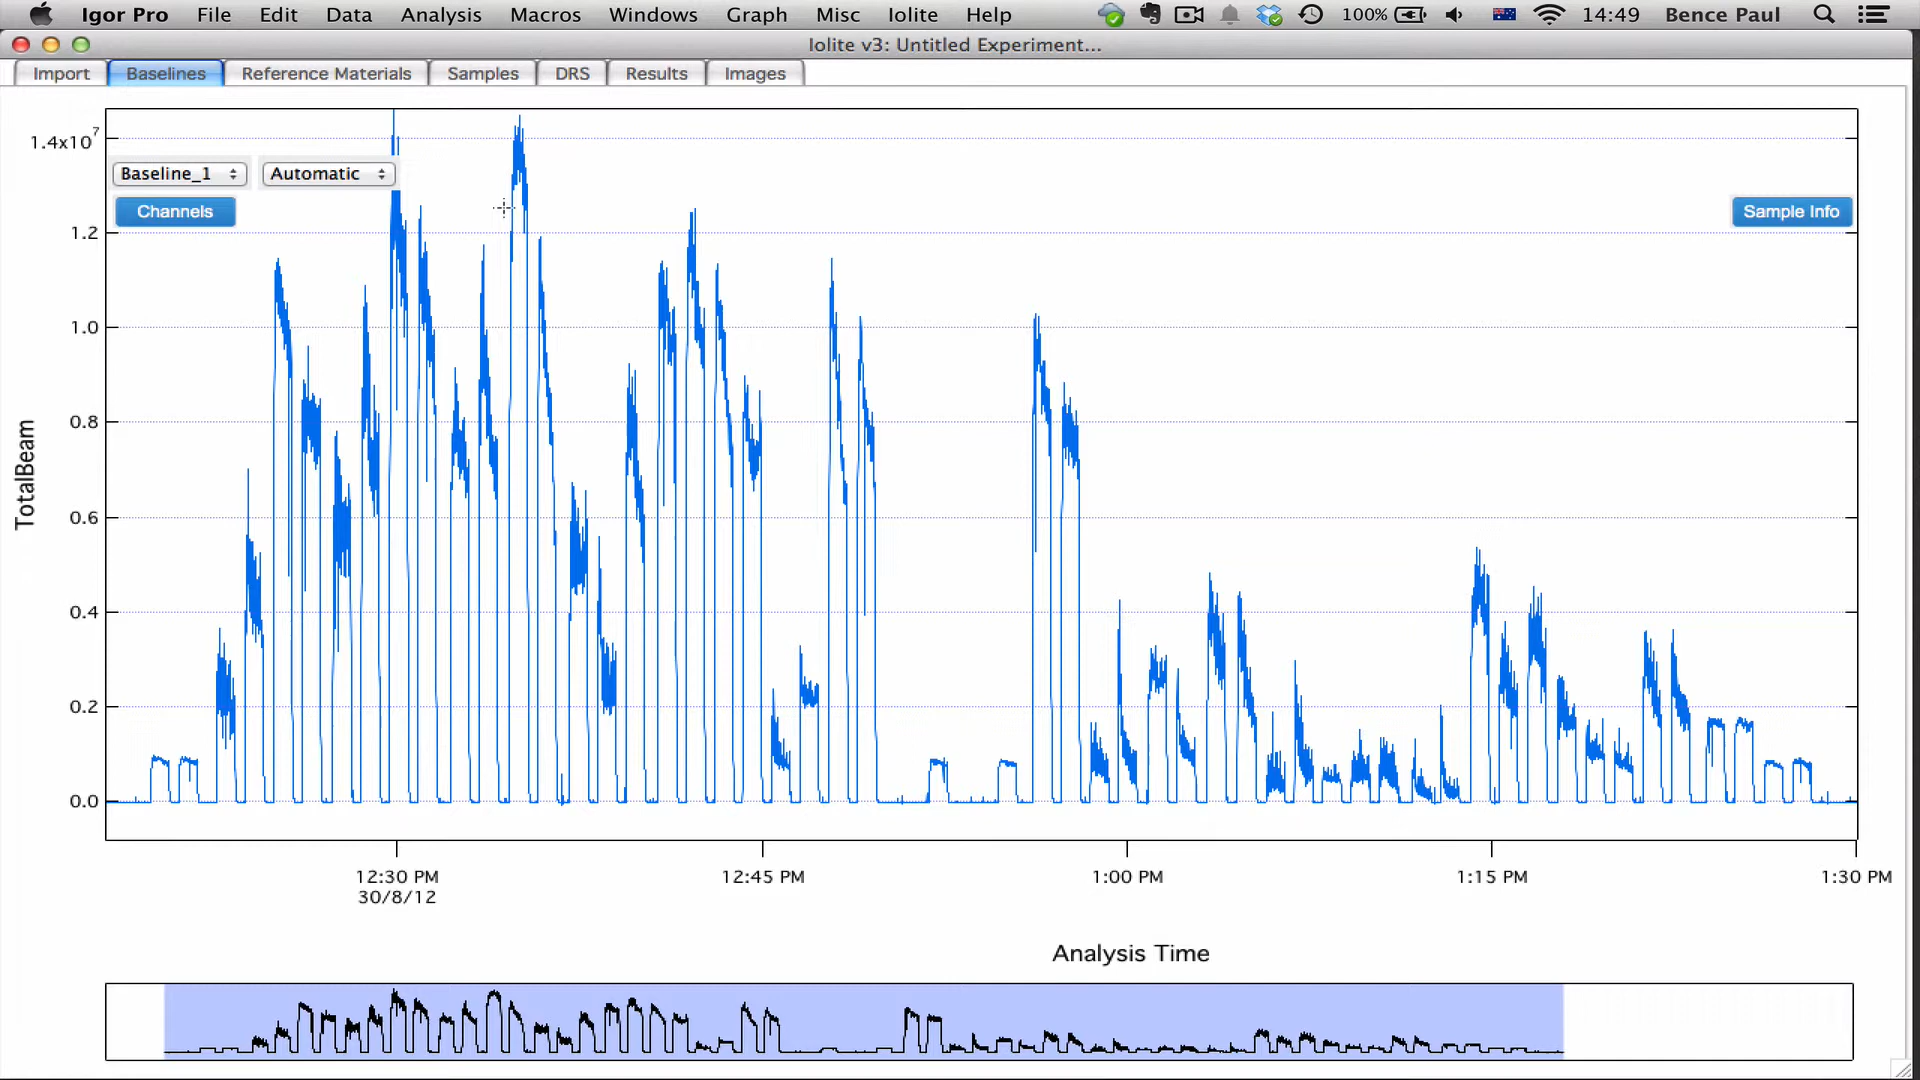 Igor Pro File Edit Data Analysis Macros Windows Graph Misc Iolite Help 100% 14:49 Bence Paul
Iolite v3: Untitled Experiment...
Import Baselines Reference Materials Samples DRS Results Images
1.4x10⁷
Baseline_1 Automatic
Channels Sample Info
1.2
1.0
0.8
0.6
0.4
0.2
0.0
TotalBeam
12:30 PM 12:45 PM 1:00 PM 1:15 PM 1:30 PM
30/8/12
Analysis Time